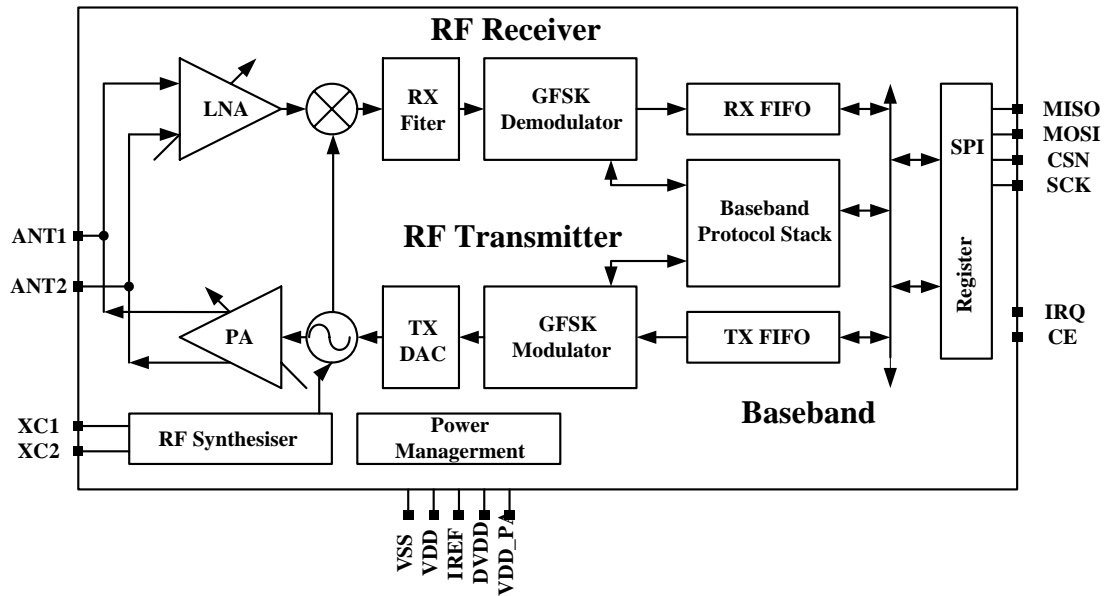 RF Receiver
LNA
RX
Fiter
GFSK
Demodulator
RX FIFO
SPI
Register
MISO
MOSI
CSN
SCK
Baseband
Protocol Stack
ANT1
ANT2
RF Transmitter
PA
TX
DAC
GFSK
Modulator
TX FIFO
IRQ
CE
Baseband
XC1
XC2
RF Synthesiser
Power
Managerment
VSS
VDD
IREF
DVDD
VDD_PA